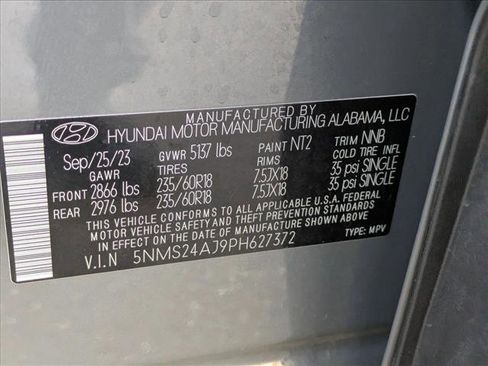 MANUFACTURED BY
HYUNDAI MOTOR MANUFACTURING ALABAMA, LLC
Sep/25/23 GVWR 5137 lbs PAINT NT2 TRIM NNB
GAWR TIRES RIMS COLD TIRE INFL
FRONT 2866 lbs 235/60R18 7.5JX18 35 psi SINGLE
REAR 2976 lbs 235/60R18 7.5JX18 35 psi SINGLE
THIS VEHICLE CONFORMS TO ALL APPLICABLE U.S.A. FEDERAL
MOTOR VEHICLE SAFETY AND THEFT PREVENTION STANDARDS
IN EFFECT ON THE DATE OF MANUFACTURE SHOWN ABOVE.
V.I.N 5NMS24AJ9PH627372 TYPE: MPV